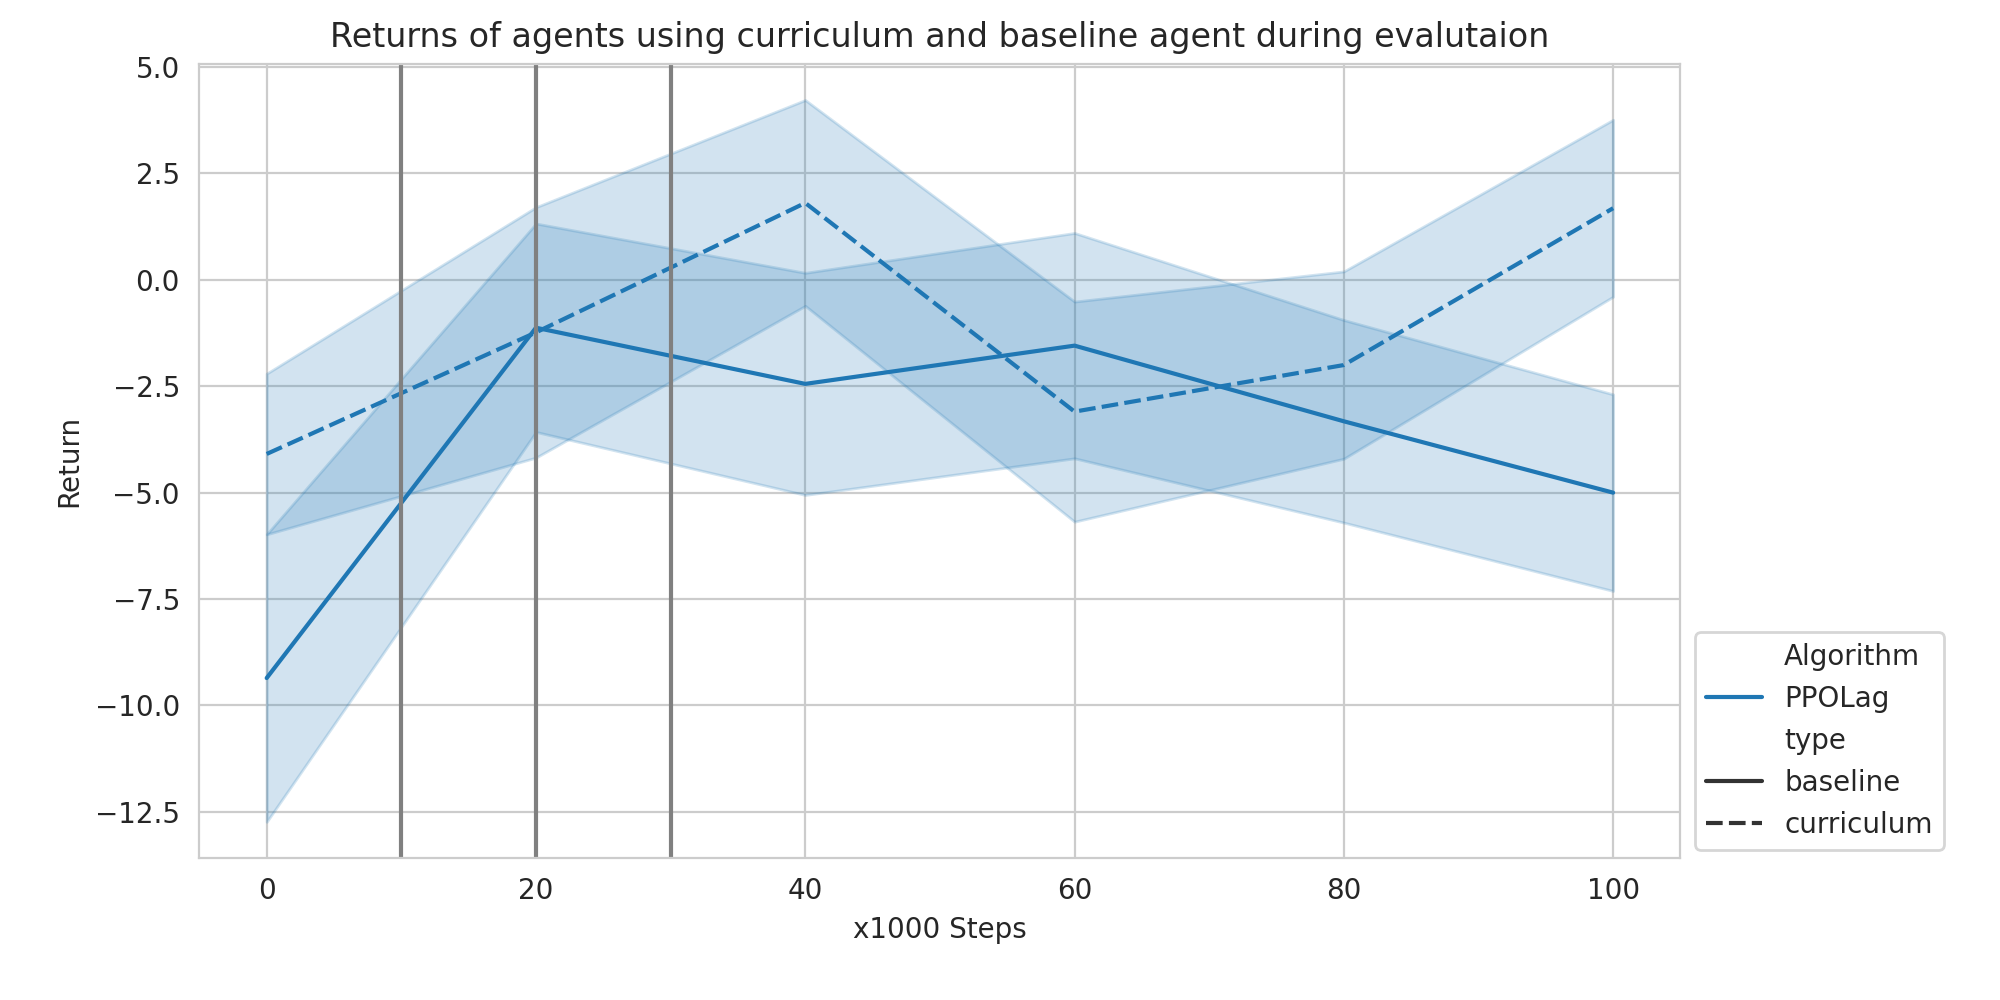 Returns of agents using curriculum and baseline agent during evalutaion
5.0
2.5
0.0
−2.5
−5.0
−7.5
−10.0
−12.5
Return
0 20 40 60 80 100
x1000 Steps
Algorithm
PPOLag
type
baseline
curriculum